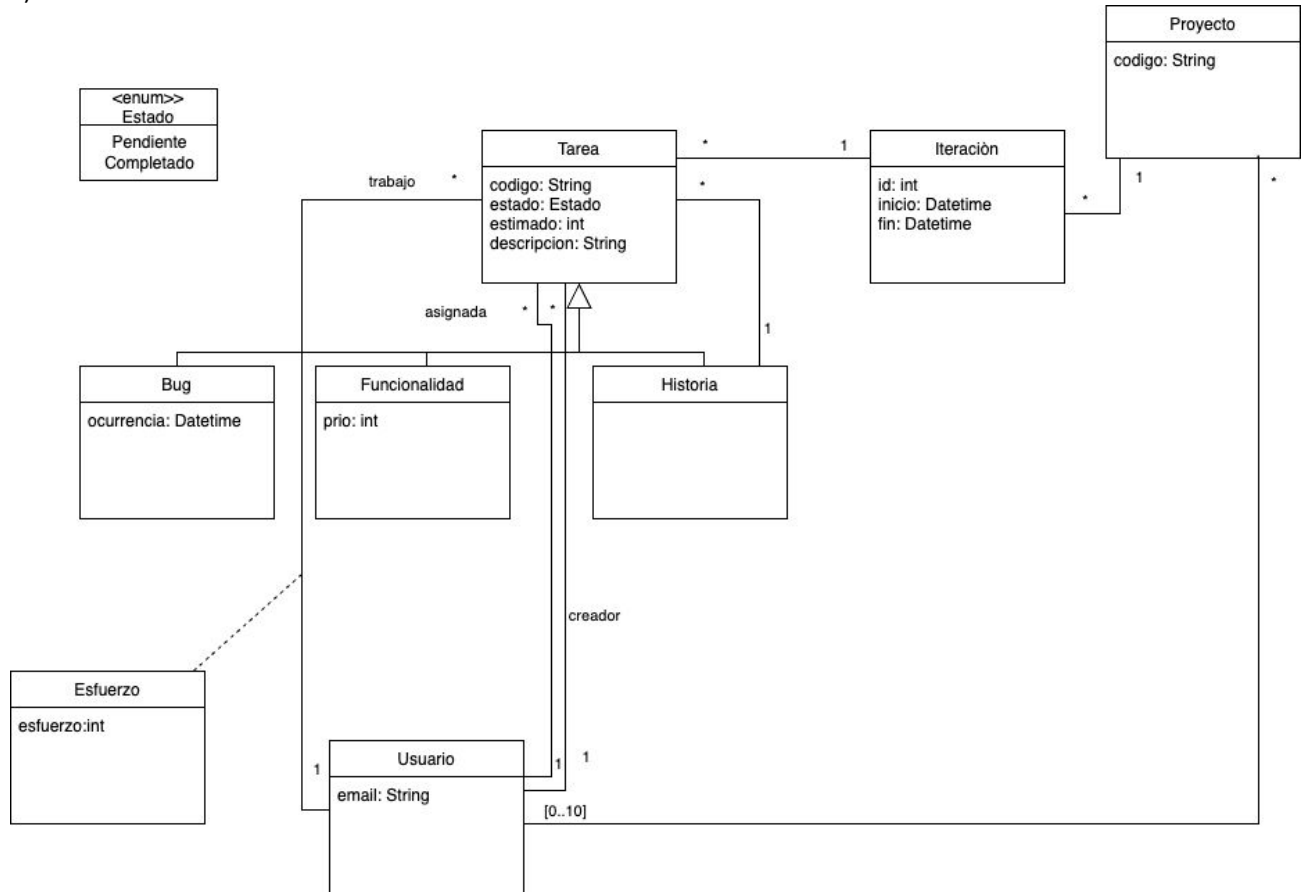 Proyecto
codigo: String
<enum>>
Estado
Pendiente
Completado
Tarea
codigo: String
estado: Estado
estimado: int
descripcion: String
*
1
Iteraciòn
id: int
inicio: Datetime
fin: Datetime
1
*
*
trabajo
*
*
asignada
*
*
1
Bug
ocurrencia: Datetime
Funcionalidad
prio: int
Historia
creador
Esfuerzo
esfuerzo:int
Usuario
email: String
1
1
1
[0..10]